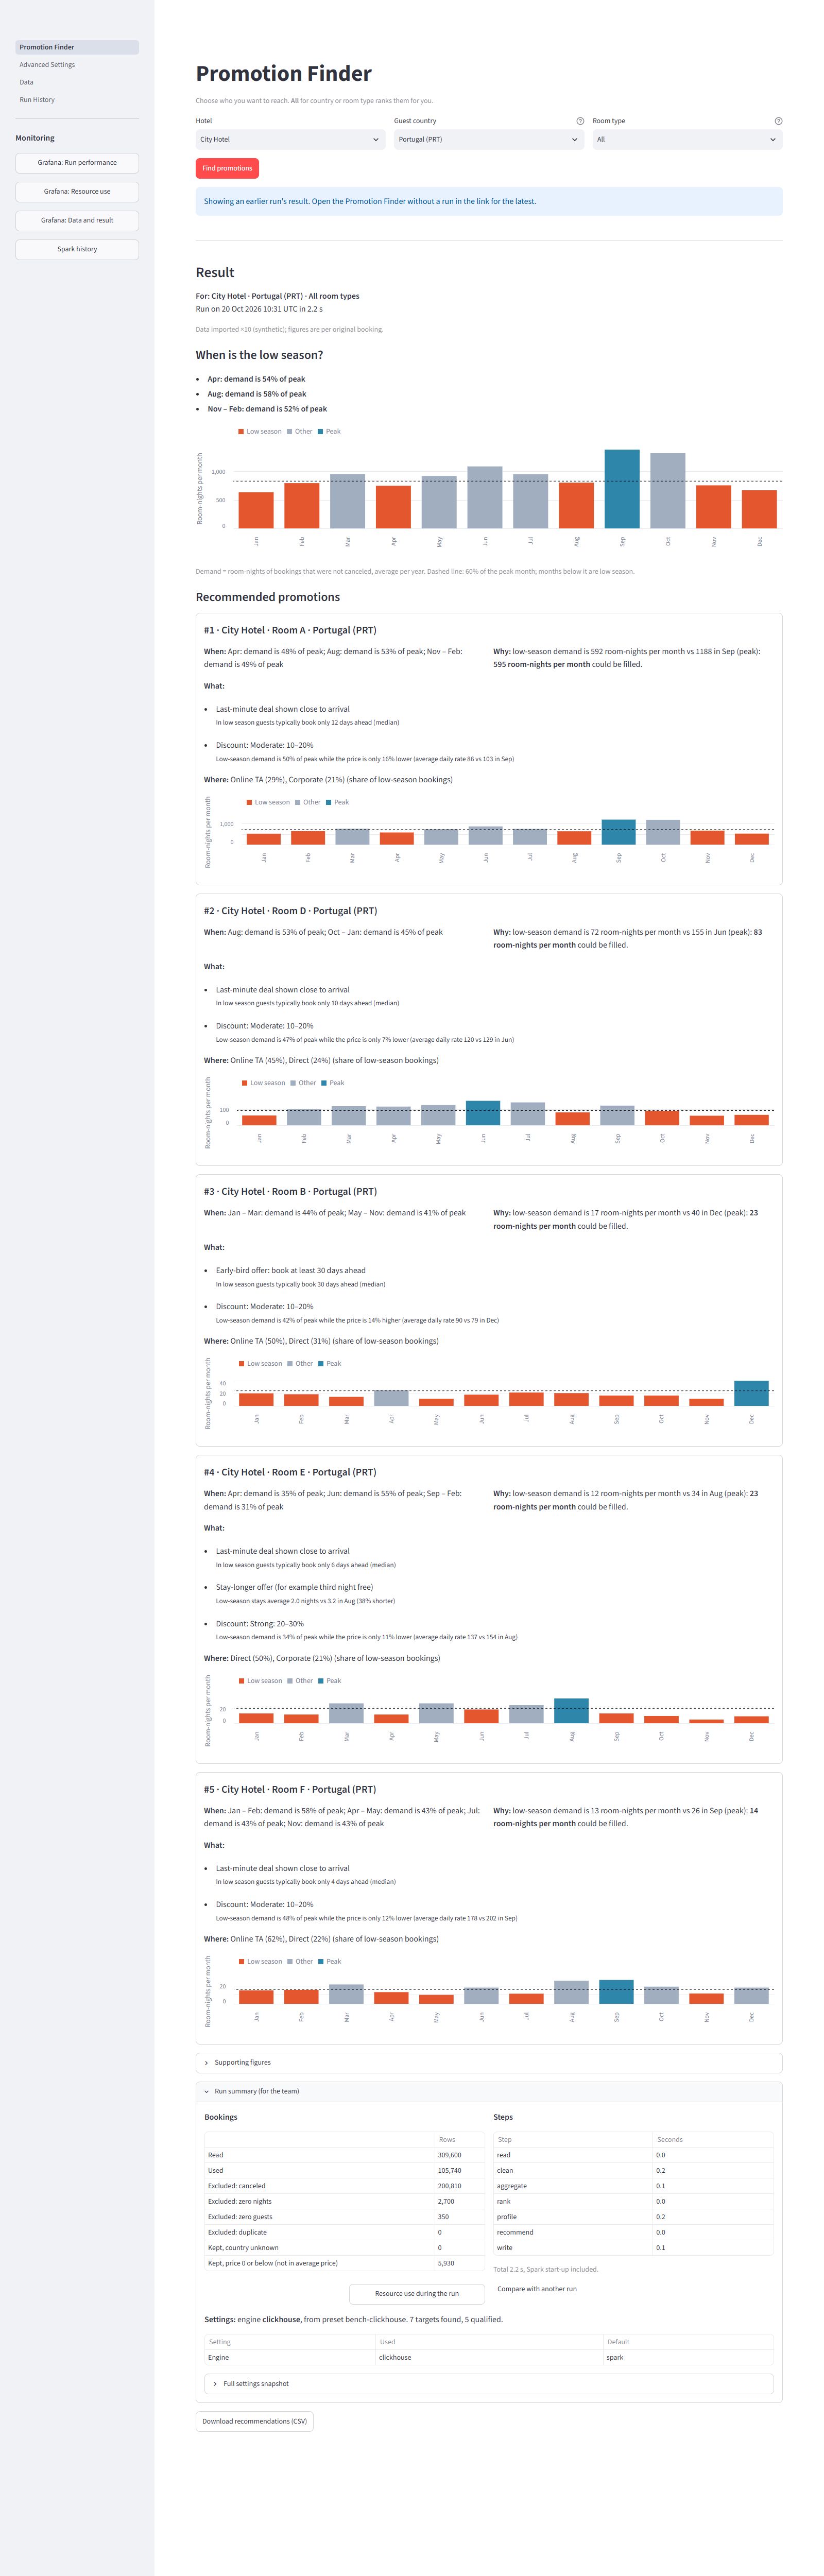 Promotion Finder
Advanced Settings
Data
Run History
Monitoring
Grafana: Run performance
Grafana: Resource use
Grafana: Data and result
Spark history
Promotion Finder
Choose who you want to reach. All for country or room type ranks them for you.
Hotel
Guest country
Room type
City Hotel
Portugal (PRT)
All
Find promotions
Showing an earlier run's result. Open the Promotion Finder without a run in the link for the latest.
Result
For: City Hotel · Portugal (PRT) · All room types
Run on 20 Oct 2026 10:31 UTC in 2.2 s
Data imported ×10 (synthetic); figures are per original booking.
When is the low season?
• Apr: demand is 54% of peak
• Aug: demand is 58% of peak
• Nov – Feb: demand is 52% of peak
Low season Other Peak
Room-nights per month
1,000
500
0
Jan Feb Mar Apr May Jun Jul Aug Sep Oct Nov Dec
Demand = room-nights of bookings that were not canceled, average per year. Dashed line: 60% of the peak month; months below it are low season.
Recommended promotions
#1 · City Hotel · Room A · Portugal (PRT)
When: Apr: demand is 48% of peak; Aug: demand is 53% of peak; Nov – Feb:
demand is 49% of peak
Why: low-season demand is 592 room-nights per month vs 1188 in Sep (peak):
595 room-nights per month could be filled.
What:
• Last-minute deal shown close to arrival
In low season guests typically book only 12 days ahead (median)
• Discount: Moderate: 10–20%
Low-season demand is 50% of peak while the price is only 16% lower (average daily rate 86 vs 103 in Sep)
Where: Online TA (29%), Corporate (21%) (share of low-season bookings)
Low season Other Peak
Room-nights per month
1,000
0
Jan Feb Mar Apr May Jun Jul Aug Sep Oct Nov Dec
#2 · City Hotel · Room D · Portugal (PRT)
When: Aug: demand is 53% of peak; Oct – Jan: demand is 45% of peak
Why: low-season demand is 72 room-nights per month vs 155 in Jun (peak): 83
room-nights per month could be filled.
What:
• Last-minute deal shown close to arrival
In low season guests typically book only 10 days ahead (median)
• Discount: Moderate: 10–20%
Low-season demand is 47% of peak while the price is only 7% lower (average daily rate 120 vs 129 in Jun)
Where: Online TA (45%), Direct (24%) (share of low-season bookings)
Low season Other Peak
Room-nights per month
100
0
Jan Feb Mar Apr May Jun Jul Aug Sep Oct Nov Dec
#3 · City Hotel · Room B · Portugal (PRT)
When: Jan – Mar: demand is 44% of peak; May – Nov: demand is 41% of peak
Why: low-season demand is 17 room-nights per month vs 40 in Dec (peak): 23
room-nights per month could be filled.
What:
• Early-bird offer: book at least 30 days ahead
In low season guests typically book 30 days ahead (median)
• Discount: Moderate: 10–20%
Low-season demand is 42% of peak while the price is 14% higher (average daily rate 90 vs 79 in Dec)
Where: Online TA (50%), Direct (31%) (share of low-season bookings)
Low season Other Peak
Room-nights per month
40
20
0
Jan Feb Mar Apr May Jun Jul Aug Sep Oct Nov Dec
#4 · City Hotel · Room E · Portugal (PRT)
When: Apr: demand is 35% of peak; Jun: demand is 55% of peak; Sep – Feb:
demand is 31% of peak
Why: low-season demand is 12 room-nights per month vs 34 in Aug (peak): 23
room-nights per month could be filled.
What:
• Last-minute deal shown close to arrival
In low season guests typically book only 6 days ahead (median)
• Stay-longer offer (for example third night free)
Low-season stays average 2.0 nights vs 3.2 in Aug (38% shorter)
• Discount: Strong: 20–30%
Low-season demand is 34% of peak while the price is only 11% lower (average daily rate 137 vs 154 in Aug)
Where: Direct (50%), Corporate (21%) (share of low-season bookings)
Low season Other Peak
Room-nights per month
20
0
Jan Feb Mar Apr May Jun Jul Aug Sep Oct Nov Dec
#5 · City Hotel · Room F · Portugal (PRT)
When: Jan – Feb: demand is 58% of peak; Apr – May: demand is 43% of peak; Jul:
demand is 43% of peak; Nov: demand is 43% of peak
Why: low-season demand is 13 room-nights per month vs 26 in Sep (peak): 14
room-nights per month could be filled.
What:
• Last-minute deal shown close to arrival
In low season guests typically book only 4 days ahead (median)
• Discount: Moderate: 10–20%
Low-season demand is 48% of peak while the price is only 12% lower (average daily rate 178 vs 202 in Sep)
Where: Online TA (62%), Direct (22%) (share of low-season bookings)
Low season Other Peak
Room-nights per month
20
0
Jan Feb Mar Apr May Jun Jul Aug Sep Oct Nov Dec
Supporting figures
Run summary (for the team)
Bookings
Rows
Read 309,600
Used 105,740
Excluded: canceled 200,810
Excluded: zero nights 2,700
Excluded: zero guests 350
Excluded: duplicate 0
Kept, country unknown 0
Kept, price 0 or below (not in average price) 5,930
Resource use during the run
Steps
Step Seconds
read 0.0
clean 0.2
aggregate 0.1
rank 0.0
profile 0.2
recommend 0.0
write 0.1
Total 2.2 s, Spark start-up included.
Compare with another run
Settings: engine clickhouse, from preset bench-clickhouse. 7 targets found, 5 qualified.
Setting Used Default
Engine clickhouse spark
Full settings snapshot
Download recommendations (CSV)